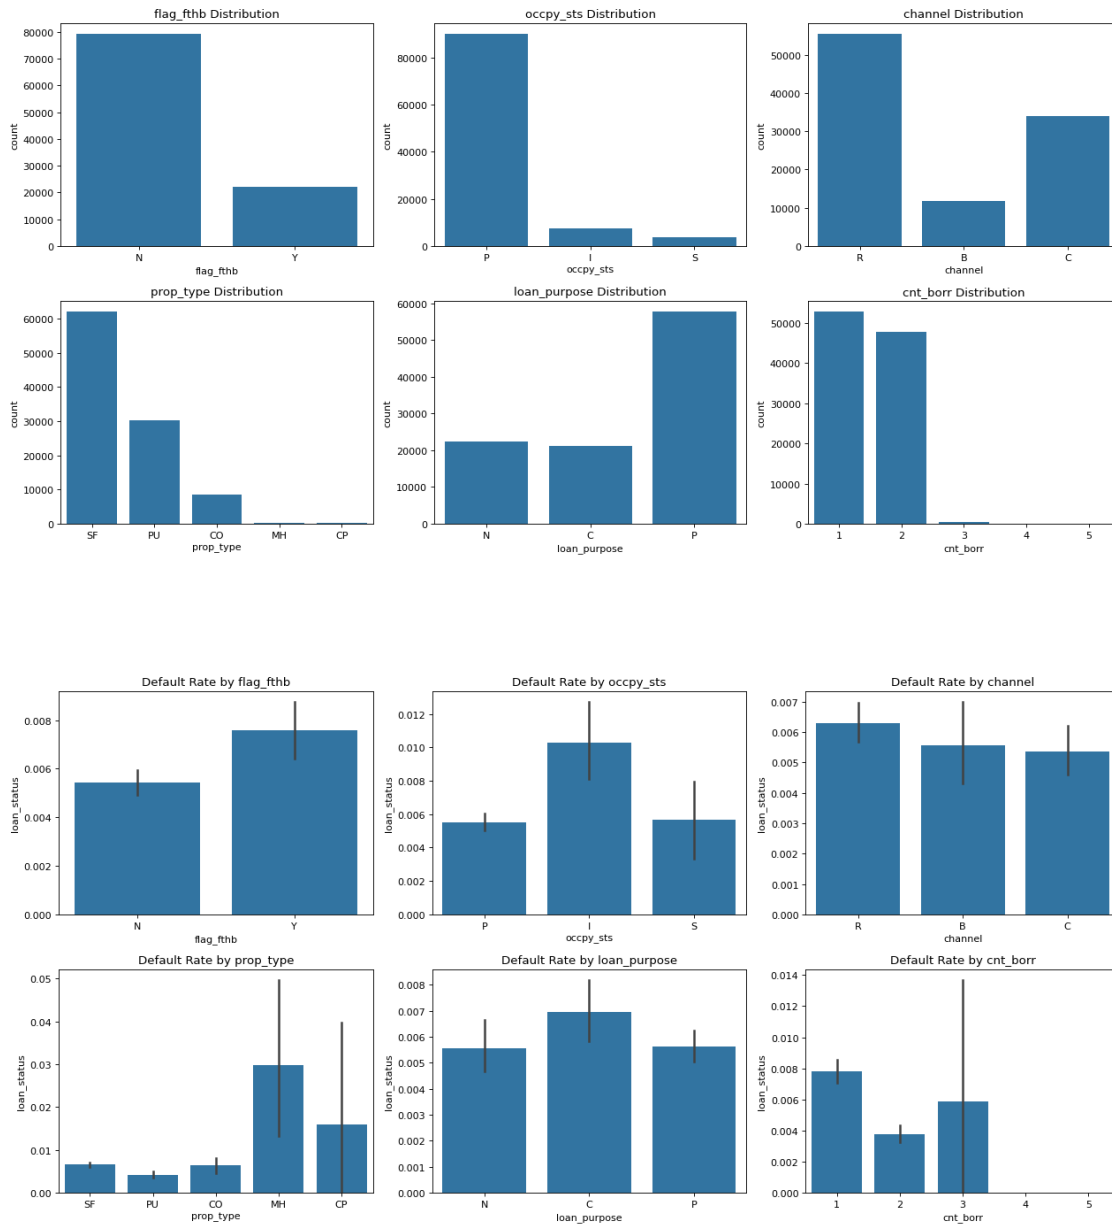 flag_fthb Distribution
80000
70000
60000
50000
40000
30000
20000
10000
0
count
N Y
flag_fthb
occpy_sts Distribution
80000
60000
40000
20000
0
count
P I S
occpy_sts
channel Distribution
50000
40000
30000
20000
10000
0
count
R B C
channel
prop_type Distribution
60000
50000
40000
30000
20000
10000
0
count
SF PU CO MH CP
prop_type
loan_purpose Distribution
60000
50000
40000
30000
20000
10000
0
count
N C P
loan_purpose
cnt_borr Distribution
50000
40000
30000
20000
10000
0
count
1 2 3 4 5
cnt_borr
Default Rate by flag_fthb
0.008
0.006
0.004
0.002
0.000
loan_status
N Y
flag_fthb
Default Rate by occpy_sts
0.012
0.010
0.008
0.006
0.004
0.002
0.000
loan_status
P I S
occpy_sts
Default Rate by channel
0.007
0.006
0.005
0.004
0.003
0.002
0.001
0.000
loan_status
R B C
channel
Default Rate by prop_type
0.05
0.04
0.03
0.02
0.01
0.00
loan_status
SF PU CO MH CP
prop_type
Default Rate by loan_purpose
0.008
0.007
0.006
0.005
0.004
0.003
0.002
0.001
0.000
loan_status
N C P
loan_purpose
Default Rate by cnt_borr
0.014
0.012
0.010
0.008
0.006
0.004
0.002
0.000
loan_status
1 2 3 4 5
cnt_borr